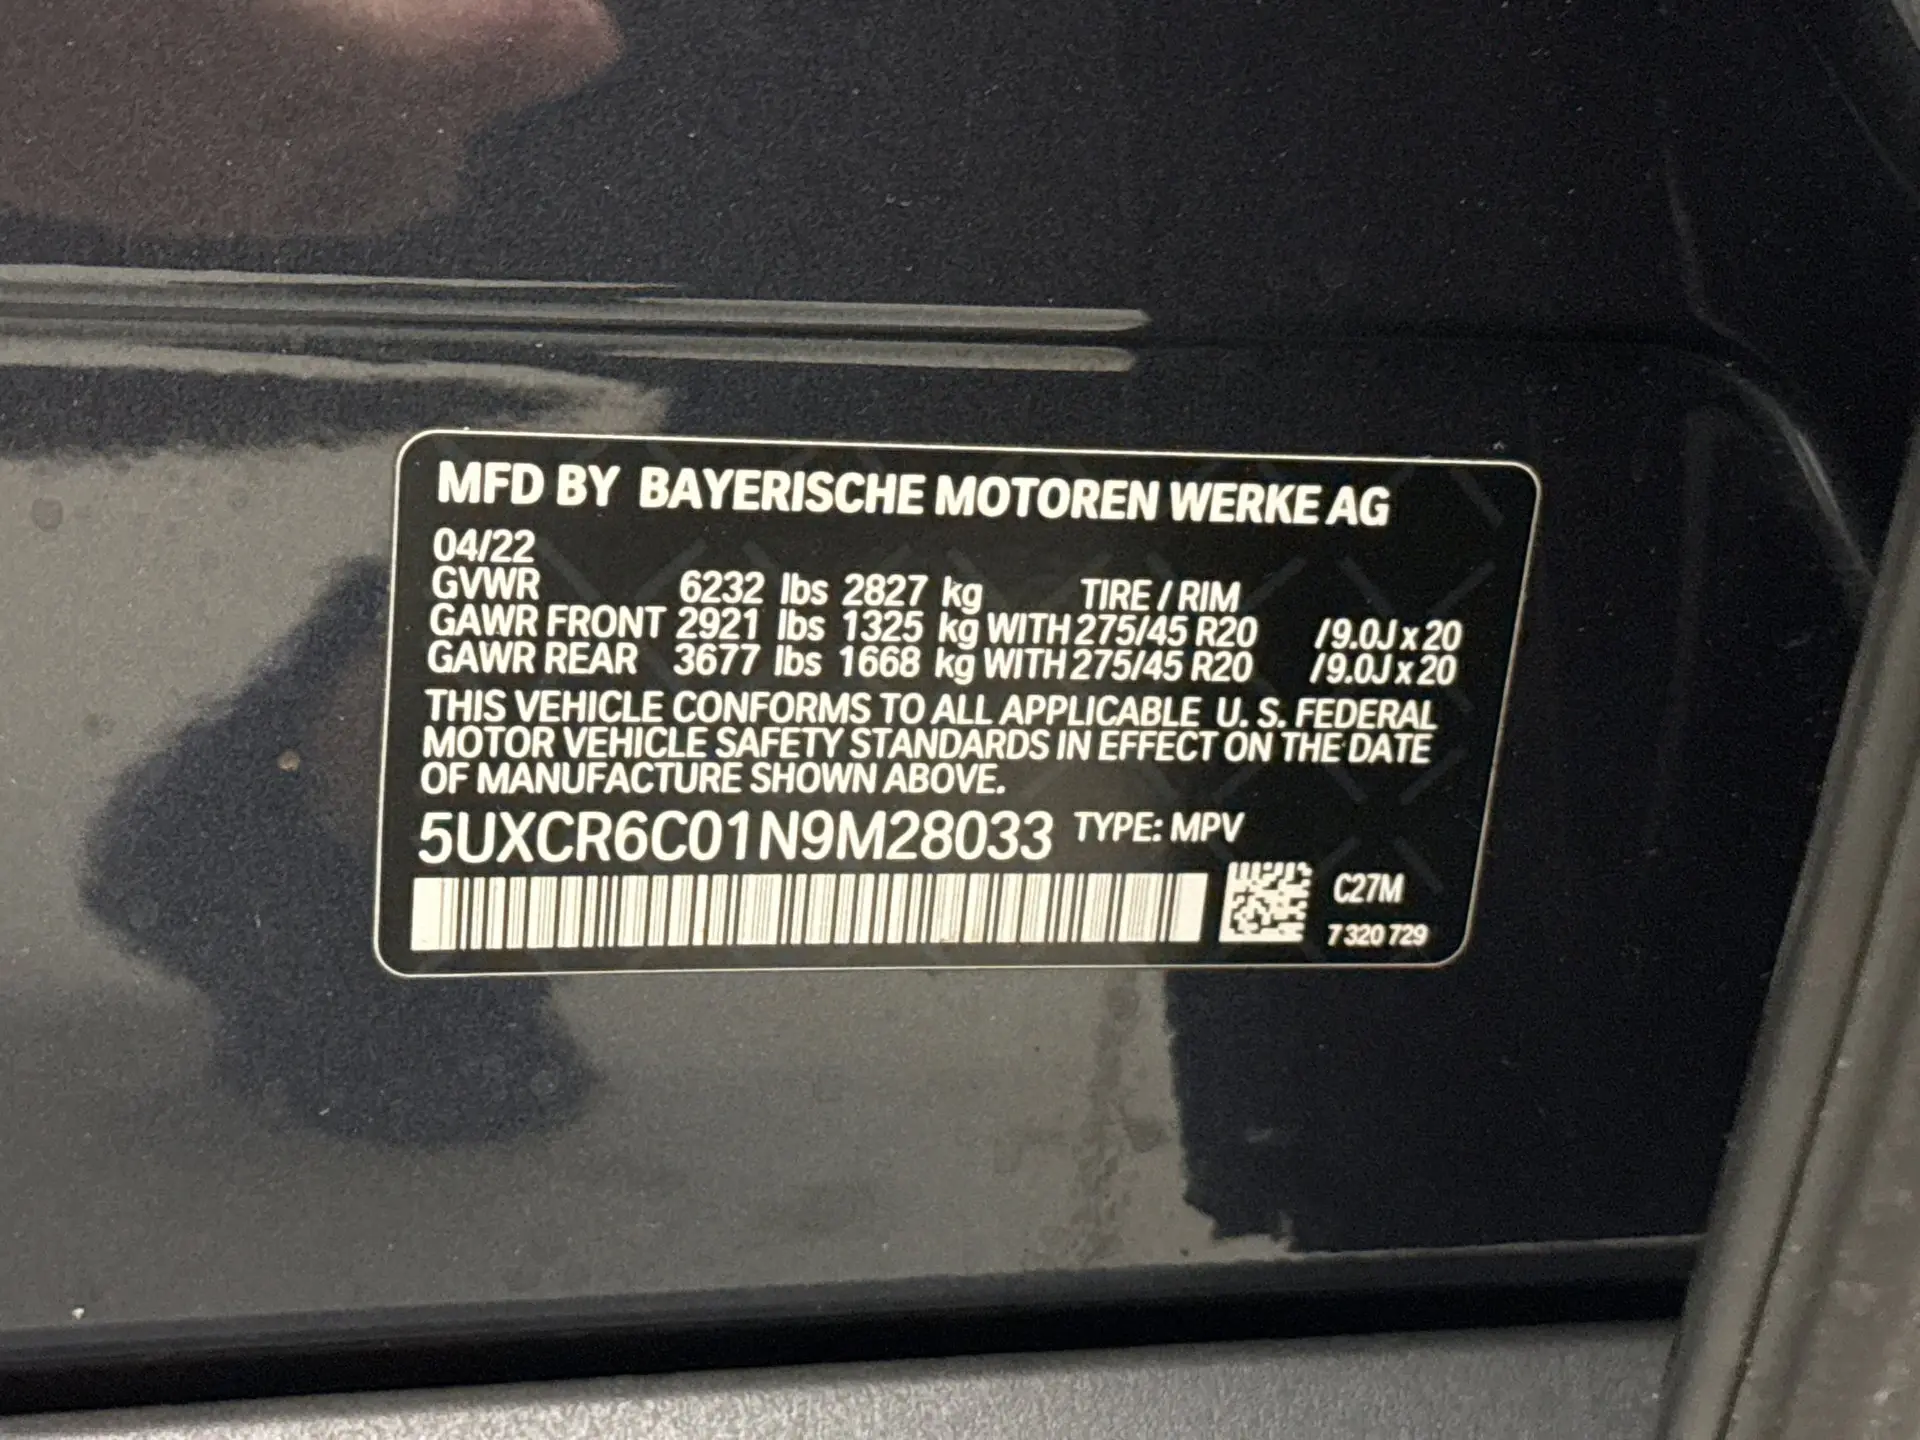 MFD BY BAYERISCHE MOTOREN WERKE AG
04/22
GVWR 6232 lbs 2827 kg TIRE / RIM
GAWR FRONT 2921 lbs 1325 kg WITH 275/45 R20 /9.0J x 20
GAWR REAR 3677 lbs 1668 kg WITH 275/45 R20 /9.0J x 20
THIS VEHICLE CONFORMS TO ALL APPLICABLE U. S. FEDERAL
MOTOR VEHICLE SAFETY STANDARDS IN EFFECT ON THE DATE
OF MANUFACTURE SHOWN ABOVE.
5UXCR6C01N9M28033 TYPE: MPV
C27M
7 320 729